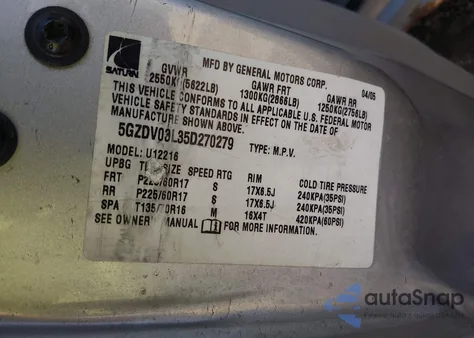 SATURN
MFD BY GENERAL MOTORS CORP. 04/05
GVWR GAWR FRT GAWR RR
2550KG(5622LB) 1300KG(2866LB) 1250KG(2756LB)
THIS VEHICLE CONFORMS TO ALL APPLICABLE U.S. FEDERAL MOTOR
VEHICLE SAFETY STANDARDS IN EFFECT ON THE DATE OF
MANUFACTURE SHOWN ABOVE.
5GZDV03L35D270279 TYPE: M.P.V.
MODEL: U12216
UPBG SIZE SPEED RTG RIM COLD TIRE PRESSURE
FRT P225/60R17 S 17X6.5J 240KPA(35PSI)
RR P225/60R17 S 17X6.5J 240KPA(35PSI)
SPA M 16X4T 420KPA(60PSI)
SEE OWNER MANUAL FOR MORE INFORMATION.
autoSnap